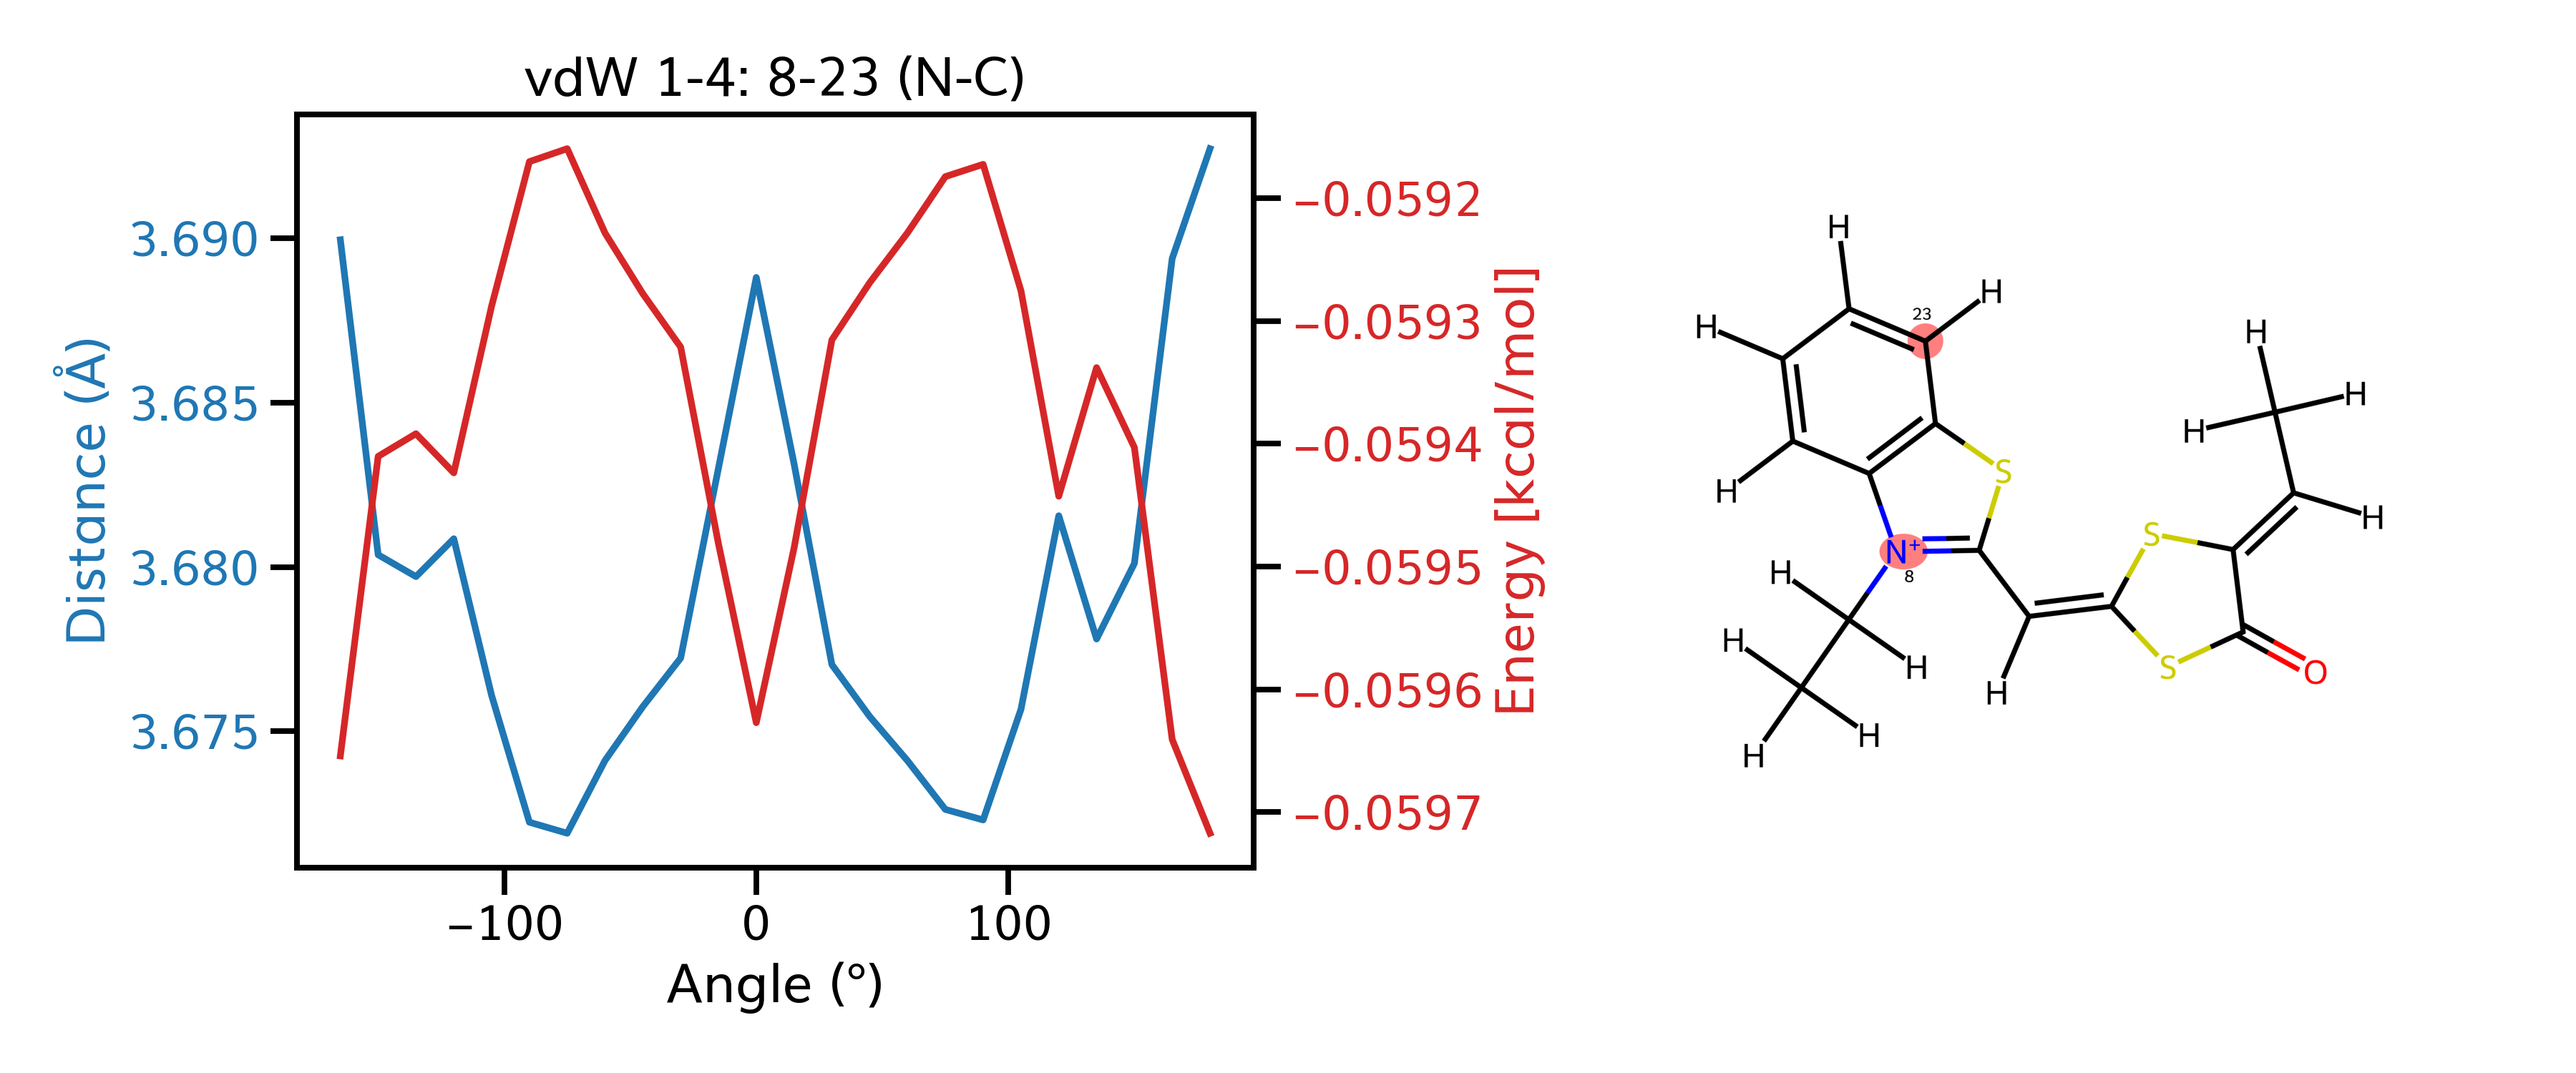 vdW 1-4: 8-23 (N-C)
Distance (Å)
3.690
3.685
3.680
3.675
−0.0592
−0.0593
−0.0594
−0.0595
−0.0596
−0.0597
Energy [kcal/mol]
−100 0 100
Angle (°)
H
H
23
H
H
H
H
H
S
H
H
S
N+
8
H
H
H
S
O
H
H
H